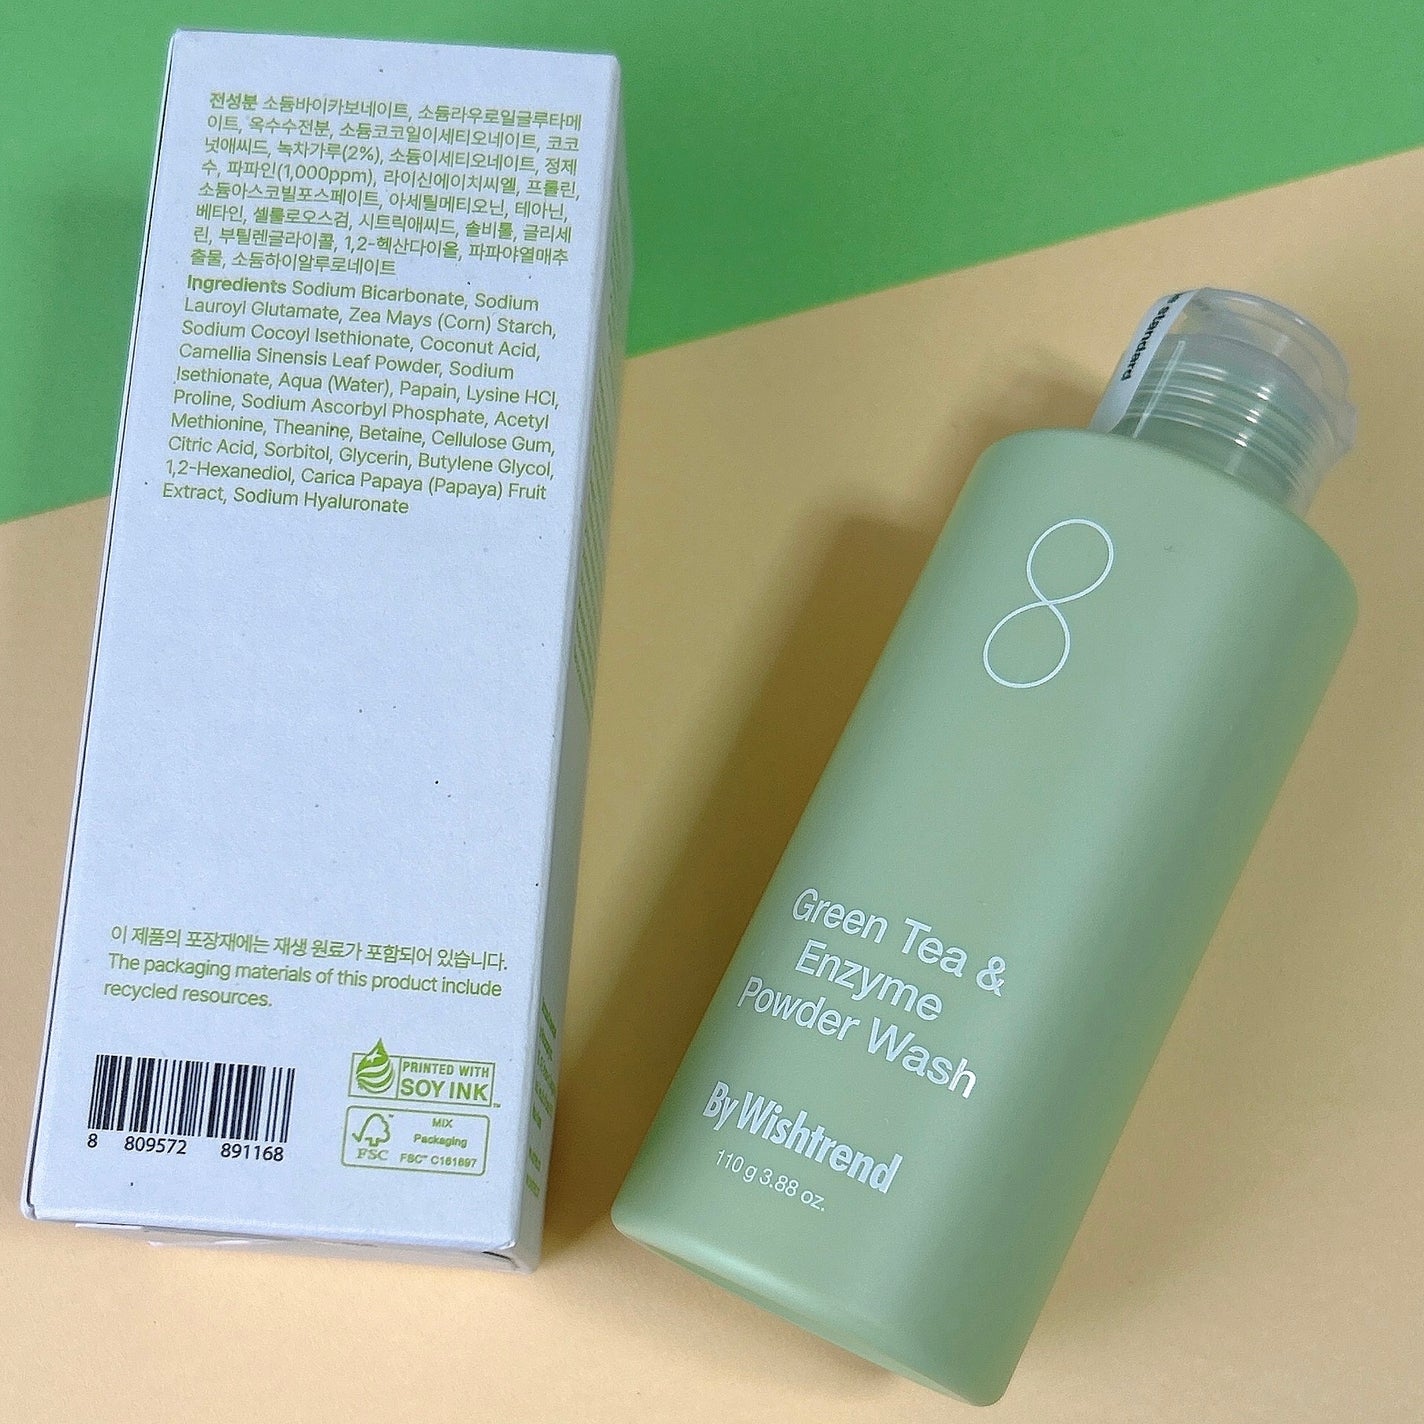 전성분 소듐바이카보네이트, 소듐라우로일글루타메
이트, 옥수수전분, 소듐코코일이세티오네이트, 코코
넛애씨드, 녹차가루(2%), 소듐이세티오네이트, 정제
수, 파파인(1,000ppm), 라이신에이치씨엘, 프롤린,
소듐아스코빌포스페이트, 아세틸메티오닌, 테아닌,
베타인, 셀룰로오스검, 시트릭애씨드, 솔비톨, 글리세
린, 부틸렌글라이콜, 1,2-헥산다이올, 파파야열매추
출물, 소듐하이알루로네이트
Ingredients Sodium Bicarbonate, Sodium
Lauroyl Glutamate, Zea Mays (Corn) Starch,
Sodium Cocoyl Isethionate, Coconut Acid,
Camellia Sinensis Leaf Powder, Sodium
Isethionate, Aqua (Water), Papain, Lysine HCl,
Proline, Sodium Ascorbyl Phosphate, Acetyl
Methionine, Theanine, Betaine, Cellulose Gum,
Citric Acid, Sorbitol, Glycerin, Butylene Glycol,
1,2-Hexanediol, Carica Papaya (Papaya) Fruit
Extract, Sodium Hyaluronate
이 제품의 포장재에는 재생 원료가 포함되어 있습니다.
The packaging materials of this product include
recycled resources.
8 809572 891168
PRINTED WITH
SOY INK™
FSC™
MIX
Packaging
FSC™ C161697
standard
8
Green Tea &
Enzyme
Powder Wash
By Wishtrend
110 g 3.88 oz.